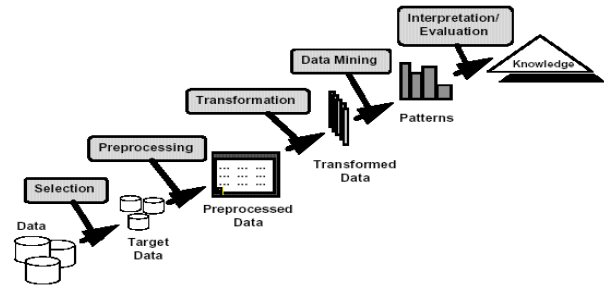 Interpretation/
Evaluation
Data Mining
Knowledge
Transformation
Patterns
Preprocessing
Transformed
Data
Selection
Preprocessed
Data
Data
Target
Data